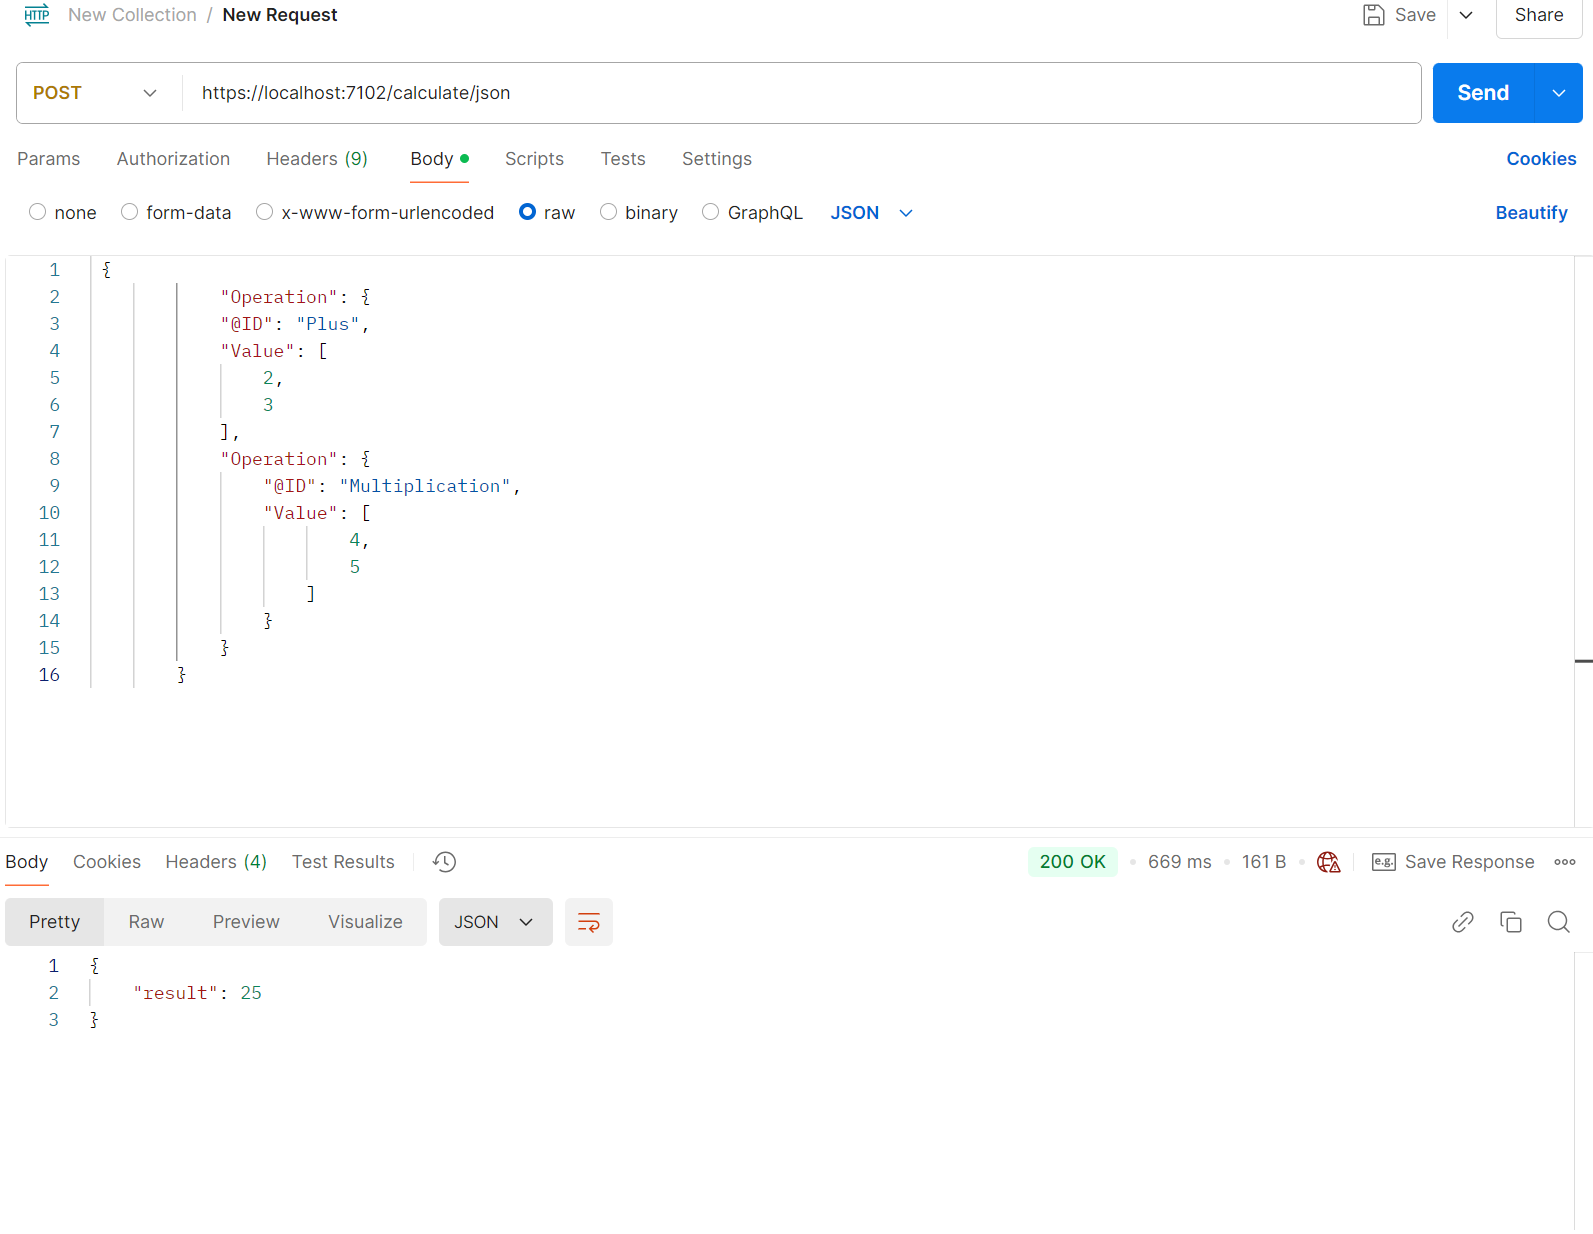 HTTP New Collection / New Request Save Share
POST https://localhost:7102/calculate/json Send
Params Authorization Headers (9) Body Scripts Tests Settings Cookies
none form-data x-www-form-urlencoded raw binary GraphQL JSON Beautify
1 {
2 "Operation": {
3 "@ID": "Plus",
4 "Value": [
5 2,
6 3
7 ],
8 "Operation": {
9 "@ID": "Multiplication",
10 "Value": [
11 4,
12 5
13 ]
14 }
15 }
16 }
Body Cookies Headers (4) Test Results 200 OK 669 ms 161 B e.g. Save Response
Pretty Raw Preview Visualize JSON
1 {
2 "result": 25
3 }